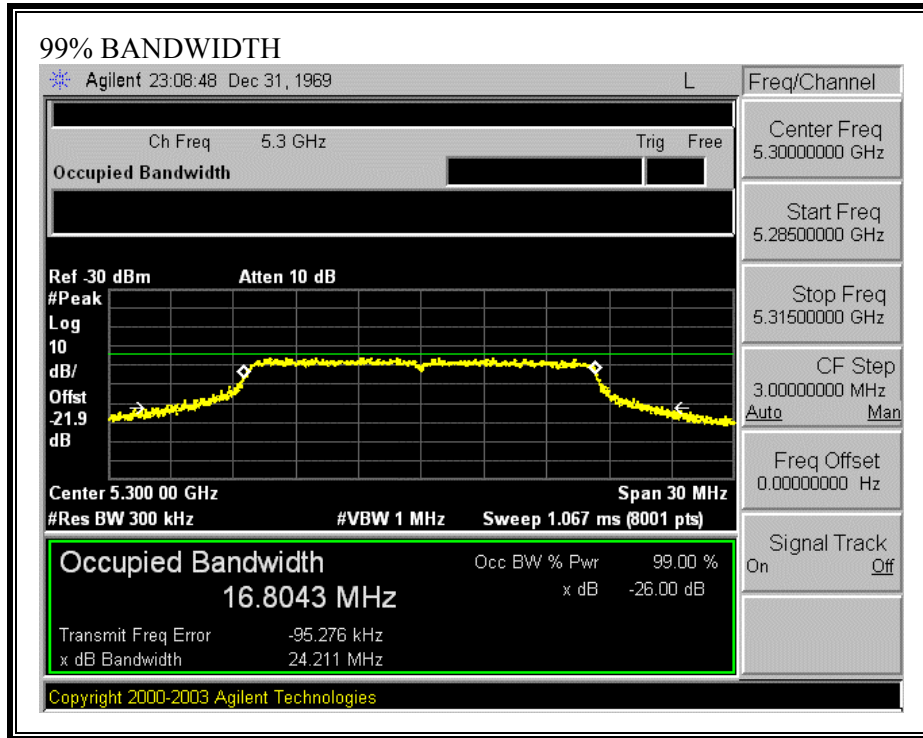 99% BANDWIDTH
Agilent 23:08:48 Dec 31, 1969 L
Freq/Channel
Ch Freq 5.3 GHz Trig Free
Occupied Bandwidth
Center Freq
5.30000000 GHz
Start Freq
5.28500000 GHz
Stop Freq
5.31500000 GHz
CF Step
3.00000000 MHz
Auto Man
Freq Offset
0.00000000 Hz
Signal Track
On Off
Ref -30 dBm Atten 10 dB
#Peak
Log
10
dB/
Offst
-21.9
dB
Center 5.300 00 GHz Span 30 MHz
#Res BW 300 kHz #VBW 1 MHz Sweep 1.067 ms (8001 pts)
Occupied Bandwidth
16.8043 MHz
Occ BW % Pwr 99.00 %
x dB -26.00 dB
Transmit Freq Error -95.276 kHz
x dB Bandwidth 24.211 MHz
Copyright 2000-2003 Agilent Technologies